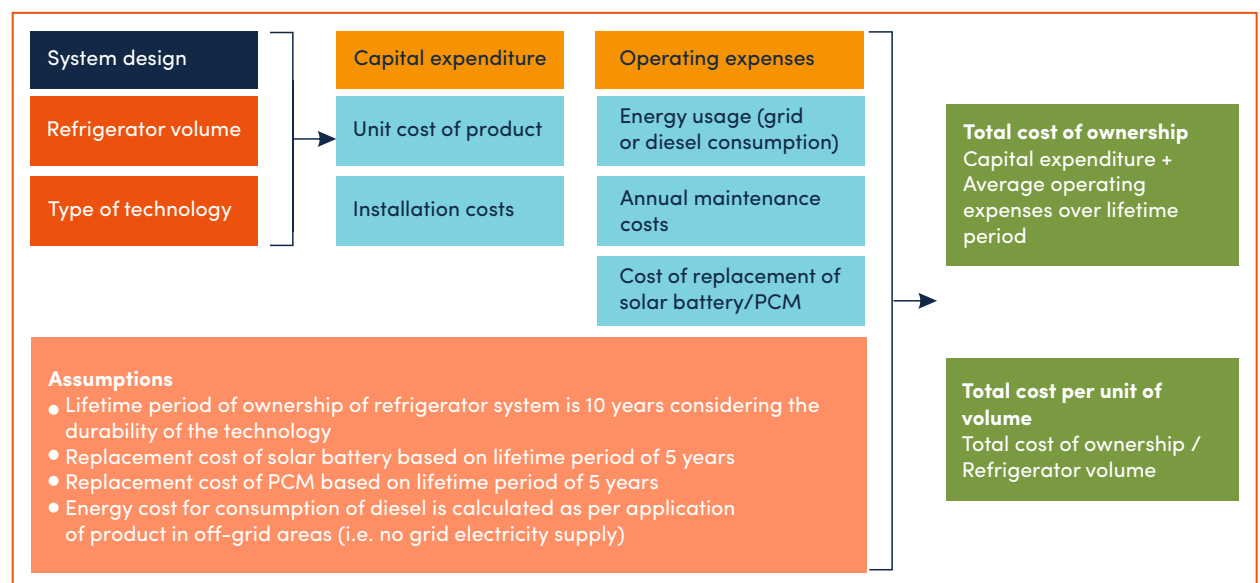 System design
Refrigerator volume
Type of technology
Capital expenditure
Unit cost of product
Installation costs
Operating expenses
Energy usage (grid
or diesel consumption)
Annual maintenance
costs
Cost of replacement of
solar battery/PCM
Assumptions
● Lifetime period of ownership of refrigerator system is 10 years considering the
durability of the technology
● Replacement cost of solar battery based on lifetime period of 5 years
● Replacement cost of PCM based on lifetime period of 5 years
● Energy cost for consumption of diesel is calculated as per application
of product in off-grid areas (i.e. no grid electricity supply)
Total cost of ownership
Capital expenditure +
Average operating
expenses over lifetime
period
Total cost per unit of
volume
Total cost of ownership /
Refrigerator volume